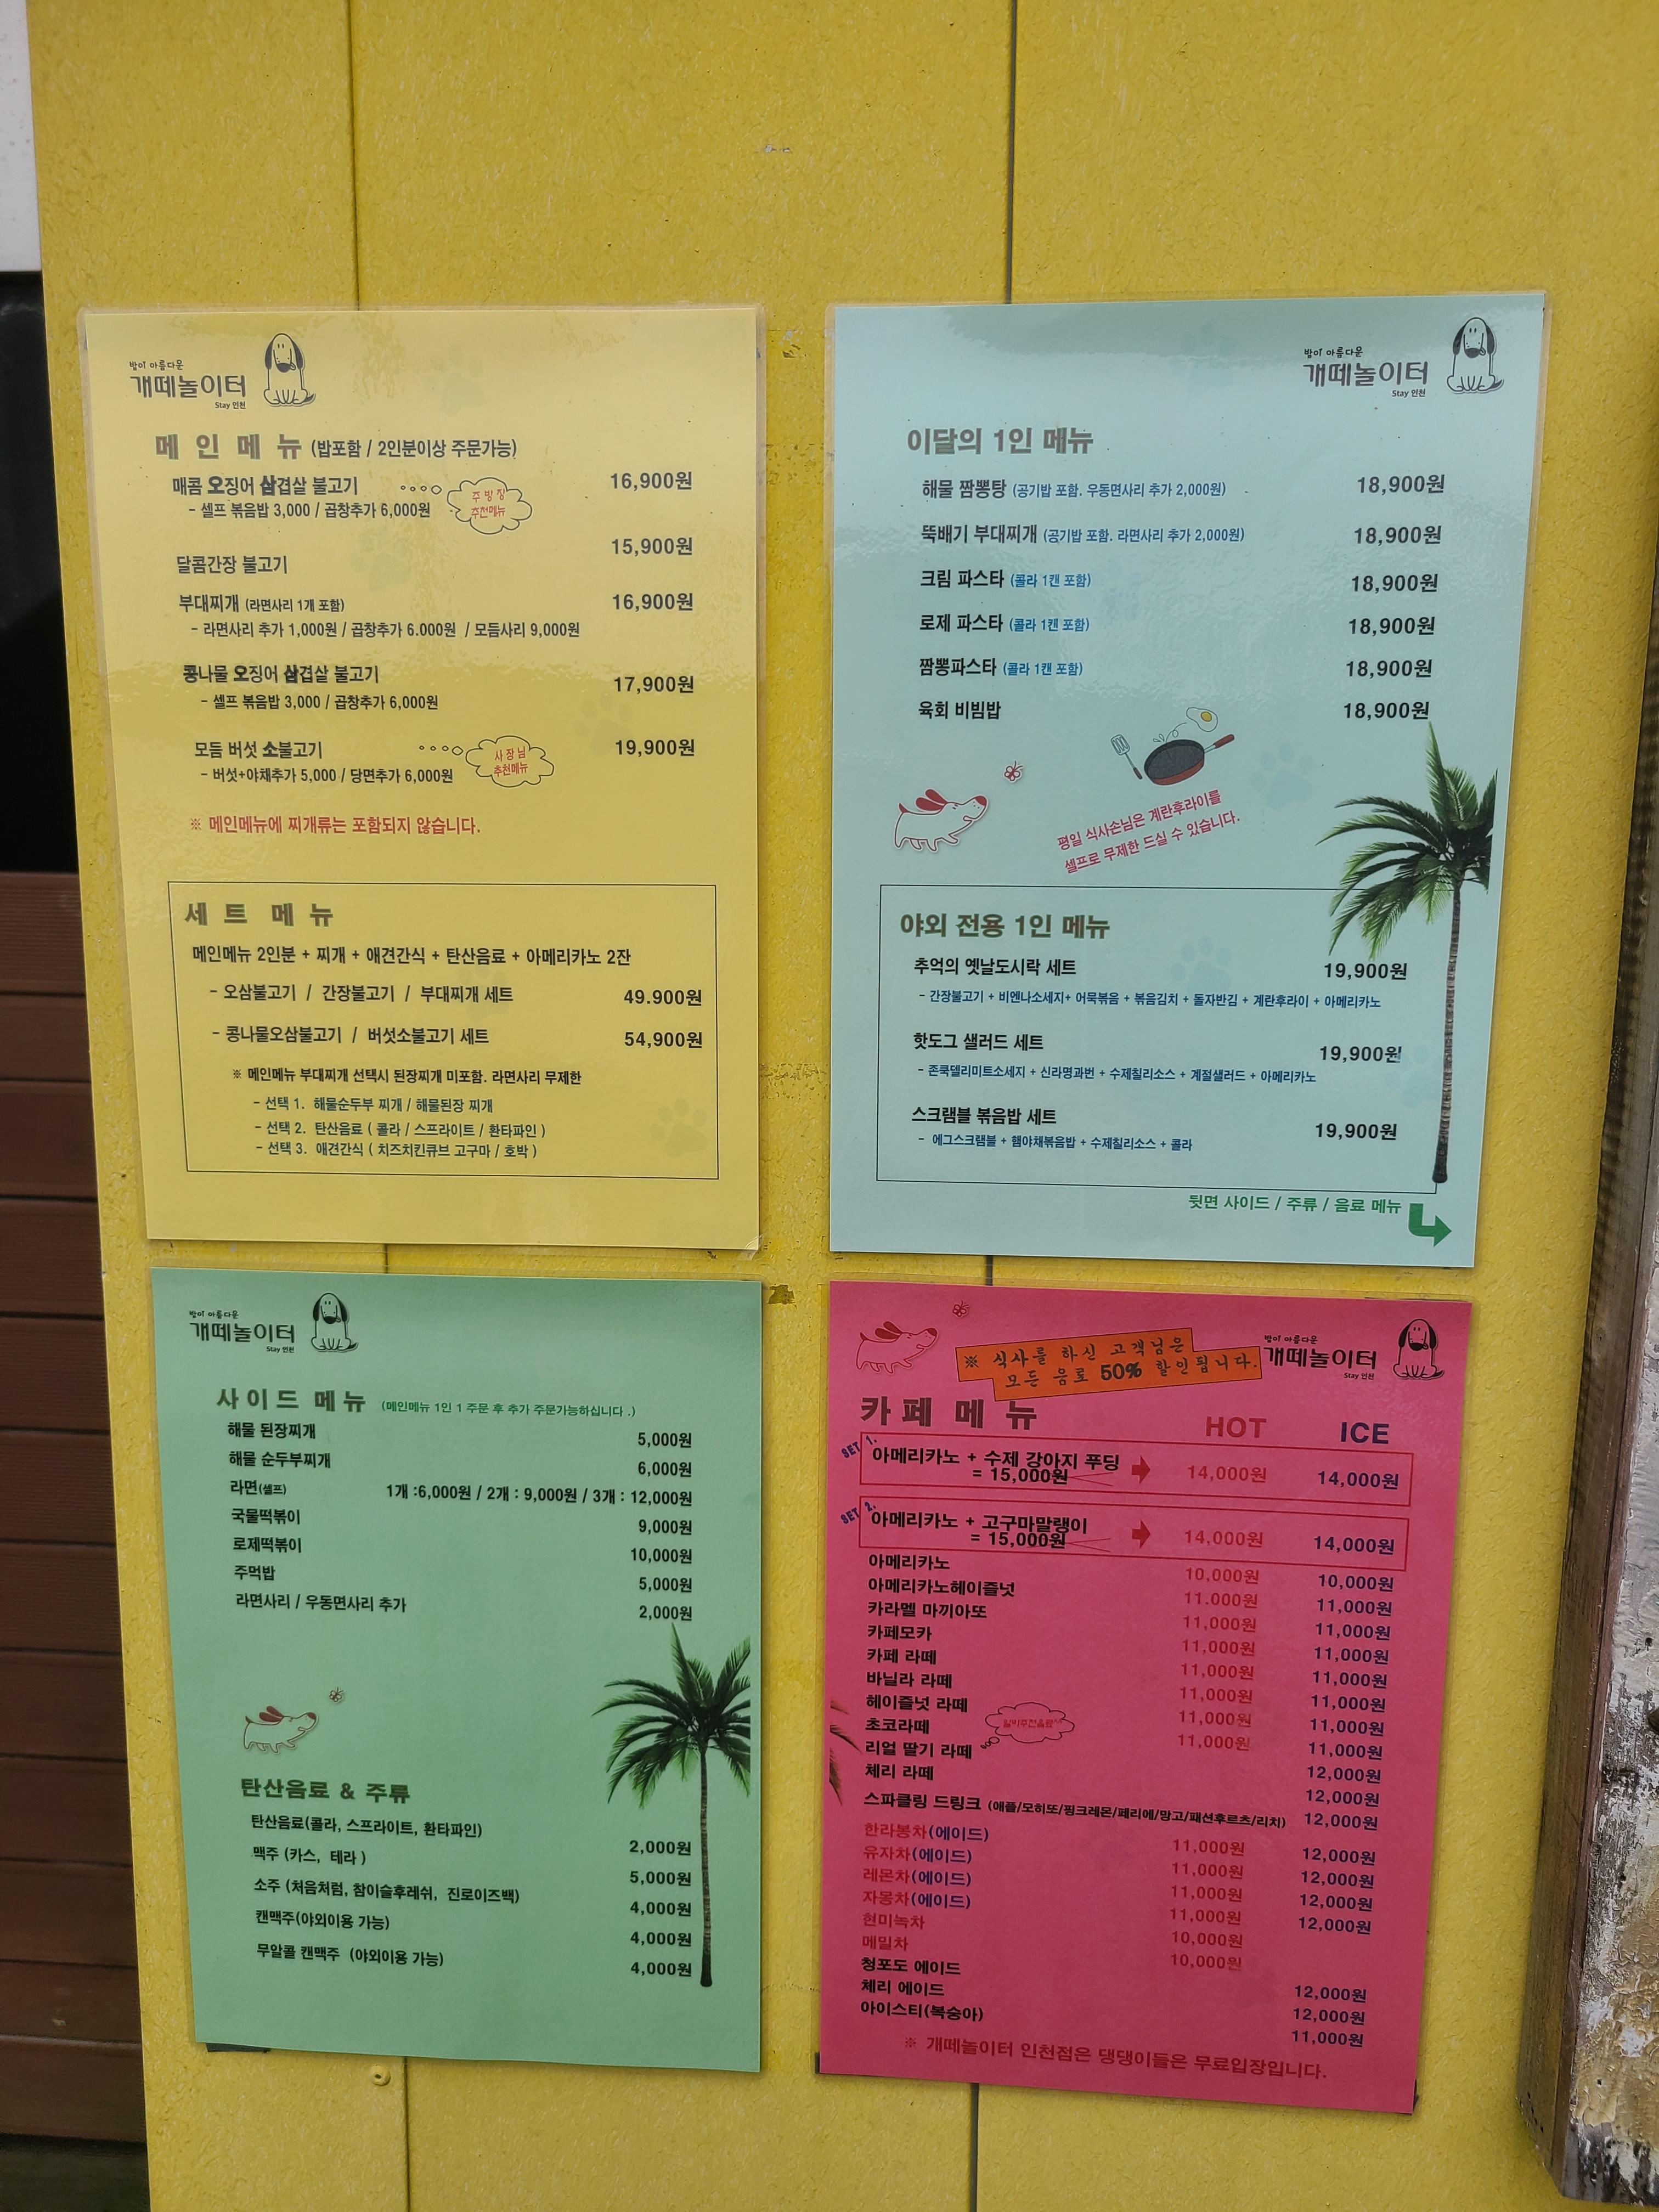 밤이 아름다운
개떼놀이터
Stay 인천
메 인 메 뉴 (밥포함 / 2인분이상 주문가능)
매콤 오징어 삼겹살 불고기 16,900원
- 셀프 볶음밥 3,000 / 곱창추가 6,000원
주방장
추천메뉴
달콤간장 불고기 15,900원
부대찌개 (라면사리 1개 포함) 16,900원
- 라면사리 추가 1,000원 / 곱창추가 6.000원 / 모듬사리 9,000원
콩나물 오징어 삼겹살 불고기 17,900원
- 셀프 볶음밥 3,000 / 곱창추가 6,000원
모듬 버섯 소불고기 19,900원
- 버섯+야채추가 5,000 / 당면추가 6,000원
사장님
추천메뉴
※ 메인메뉴에 찌개류는 포함되지 않습니다.
세 트 메 뉴
메인메뉴 2인분 + 찌개 + 애견간식 + 탄산음료 + 아메리카노 2잔
- 오삼불고기 / 간장불고기 / 부대찌개 세트 49.900원
- 콩나물오삼불고기 / 버섯소불고기 세트 54,900원
※ 메인메뉴 부대찌개 선택시 된장찌개 미포함. 라면사리 무제한
- 선택 1. 해물순두부 찌개 / 해물된장 찌개
- 선택 2. 탄산음료 ( 콜라 / 스프라이트 / 환타파인 )
- 선택 3. 애견간식 ( 치즈치킨큐브 고구마 / 호박 )
밤이 아름다운
개떼놀이터
Stay 인천
이달의 1인 메뉴
해물 짬뽕탕 (공기밥 포함. 우동면사리 추가 2,000원) 18,900원
뚝배기 부대찌개 (공기밥 포함. 라면사리 추가 2,000원) 18,900원
크림 파스타 (콜라 1캔 포함) 18,900원
로제 파스타 (콜라 1캔 포함) 18,900원
짬뽕파스타 (콜라 1캔 포함) 18,900원
육회 비빔밥 18,900원
평일 식사손님은 계란후라이를
셀프로 무제한 드실 수 있습니다.
야외 전용 1인 메뉴
추억의 옛날도시락 세트 19,900원
- 간장불고기 + 비엔나소세지+ 어묵볶음 + 볶음김치 + 돌자반김 + 계란후라이 + 아메리카노
핫도그 샐러드 세트 19,900원
- 존쿡델리미트소세지 + 신라명과번 + 수제칠리소스 + 계절샐러드 + 아메리카노
스크램블 볶음밥 세트 19,900원
- 에그스크램블 + 햄야채볶음밥 + 수제칠리소스 + 콜라
뒷면 사이드 / 주류 / 음료 메뉴
밤이 아름다운
개떼놀이터
Stay 인천
사이드 메뉴 (메인메뉴 1인 1 주문 후 추가 주문가능하십니다 .)
해물 된장찌개 5,000원
해물 순두부찌개 6,000원
라면(셀프) 1개 :6,000원 / 2개 : 9,000원 / 3개 : 12,000원
국물떡볶이 9,000원
로제떡볶이 10,000원
주먹밥 5,000원
라면사리 / 우동면사리 추가 2,000원
탄산음료 & 주류
탄산음료(콜라, 스프라이트, 환타파인) 2,000원
맥주 (카스, 테라 ) 5,000원
소주 (처음처럼, 참이슬후레쉬, 진로이즈백) 4,000원
캔맥주(야외이용 가능) 4,000원
무알콜 캔맥주 (야외이용 가능) 4,000원
※ 식사를 하신 고객님은
모든 음료 50% 할인됩니다.
밤이 아름다운
개떼놀이터
Stay 인천
카 페 메 뉴 HOT ICE
SET 1.
아메리카노 + 수제 강아지 푸딩
= 15,000원 14,000원 14,000원
SET 2.
아메리카노 + 고구마말랭이
= 15,000원 14,000원 14,000원
아메리카노 10,000원 10,000원
아메리카노헤이즐넛 11.000원 11,000원
카라멜 마끼아또 11,000원 11,000원
카페모카 11,000원 11,000원
카페 라떼 11,000원 11,000원
바닐라 라떼 11,000원 11,000원
헤이즐넛 라떼 11,000원 11,000원
초코라떼 11,000원 11,000원
리얼 딸기 라떼 12,000원
체리 라떼 12,000원
스파클링 드링크 (애플/모히또/핑크레몬/페리에/망고/패션후르츠/리치) 12,000원
한라봉차(에이드) 11,000원 12,000원
유자차(에이드) 11,000원 12,000원
레몬차(에이드) 11,000원 12,000원
자몽차(에이드) 11,000원 12,000원
현미녹차 10,000원
메밀차 10,000원
청포도 에이드 12,000원
체리 에이드 12,000원
아이스티(복숭아) 11,000원
※ 개떼놀이터 인천점은 댕댕이들은 무료입장입니다.